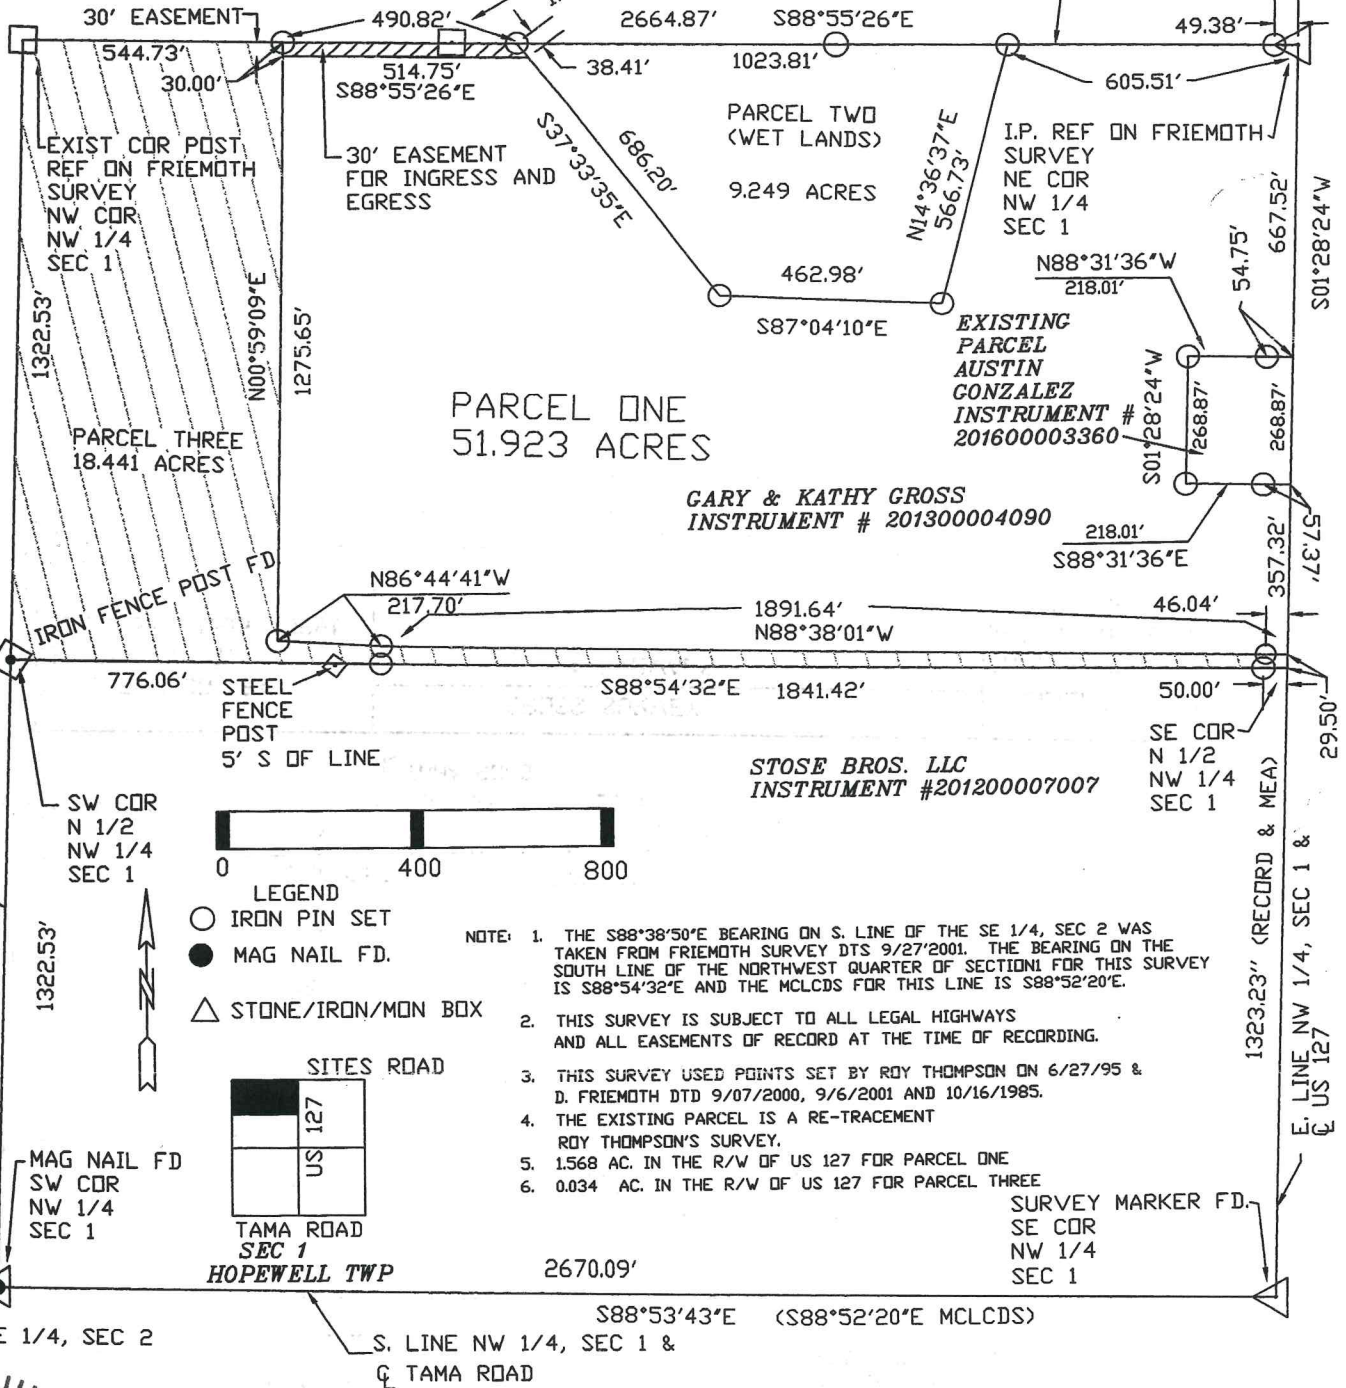 30' EASEMENT
490.82'
2664.87'
S88°55'26"E
49.38'
544.73'
30.00'
514.75'
S88°55'26"E
38.41'
1023.81'
605.51'
EXIST COR POST
REF ON FRIEMOTH
SURVEY
NW COR
NW 1/4
SEC 1
30' EASEMENT
FOR INGRESS AND
EGRESS
S37°33'35"E
686.20'
PARCEL TWO
(WET LANDS)
9.249 ACRES
N14°36'37"E
566.73'
I.P. REF ON FRIEMOTH
SURVEY
NE COR
NW 1/4
SEC 1
667.52'
S01°28'24"W
1322.53'
N00°59'09"E
1275.65'
462.98'
S87°04'10"E
N88°31'36"W
218.01'
54.75'
EXISTING
PARCEL
AUSTIN
GONZALEZ
INSTRUMENT #
201600003360
S01°28'24"W
268.87'
268.87'
PARCEL ONE
51.923 ACRES
PARCEL THREE
18.441 ACRES
GARY & KATHY GROSS
INSTRUMENT # 201300004090
218.01'
S88°31'36"E
357.32'
57.37'
IRON FENCE POST FD
N86°44'41"W
217.70'
1891.64'
N88°38'01"W
46.04'
776.06'
STEEL
FENCE
POST
5' S OF LINE
S88°54'32"E
1841.42'
50.00'
29.50'
SE COR
N 1/2
NW 1/4
SEC 1
STOSE BROS. LLC
INSTRUMENT #201200007007
SW COR
N 1/2
NW 1/4
SEC 1
0
400
800
LEGEND
IRON PIN SET
MAG NAIL FD.
STONE/IRON/MON BOX
N
1322.53'
1323.23" (RECORD & MEA)
E. LINE NW 1/4, SEC 1 &
℄ US 127
NOTE: 1. THE S88°38'50"E BEARING ON S. LINE OF THE SE 1/4, SEC 2 WAS
TAKEN FROM FRIEMOTH SURVEY DTS 9/27'2001. THE BEARING ON THE
SOUTH LINE OF THE NORTHWEST QUARTER OF SECTION1 FOR THIS SURVEY
IS S88°54'32"E AND THE MCLCDS FOR THIS LINE IS S88°52'20"E.
2. THIS SURVEY IS SUBJECT TO ALL LEGAL HIGHWAYS
AND ALL EASEMENTS OF RECORD AT THE TIME OF RECORDING.
3. THIS SURVEY USED POINTS SET BY ROY THOMPSON ON 6/27/95 &
D. FRIEMOTH DTD 9/07/2000, 9/6/2001 AND 10/16/1985.
4. THE EXISTING PARCEL IS A RE-TRACEMENT
ROY THOMPSON'S SURVEY.
5. 1.568 AC. IN THE R/W OF US 127 FOR PARCEL ONE
6. 0.034 AC. IN THE R/W OF US 127 FOR PARCEL THREE
SITES ROAD
US 127
TAMA ROAD
SEC 1
HOPEWELL TWP
MAG NAIL FD
SW COR
NW 1/4
SEC 1
SURVEY MARKER FD.
SE COR
NW 1/4
SEC 1
2670.09'
S88°53'43"E (S88°52'20"E MCLCDS)
E 1/4, SEC 2
S. LINE NW 1/4, SEC 1 &
℄ TAMA ROAD